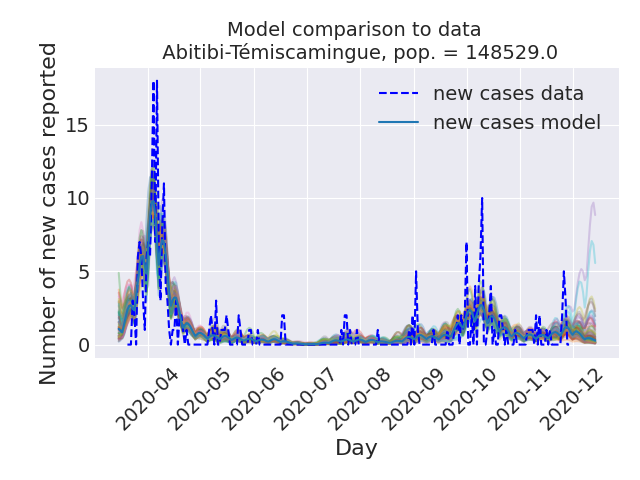 Model comparison to data
Abitibi-Témiscamingue, pop. = 148529.0
Number of new cases reported
15
10
5
0
new cases data
new cases model
2020-04
2020-05
2020-06
2020-07
2020-08
2020-09
2020-10
2020-11
2020-12
Day